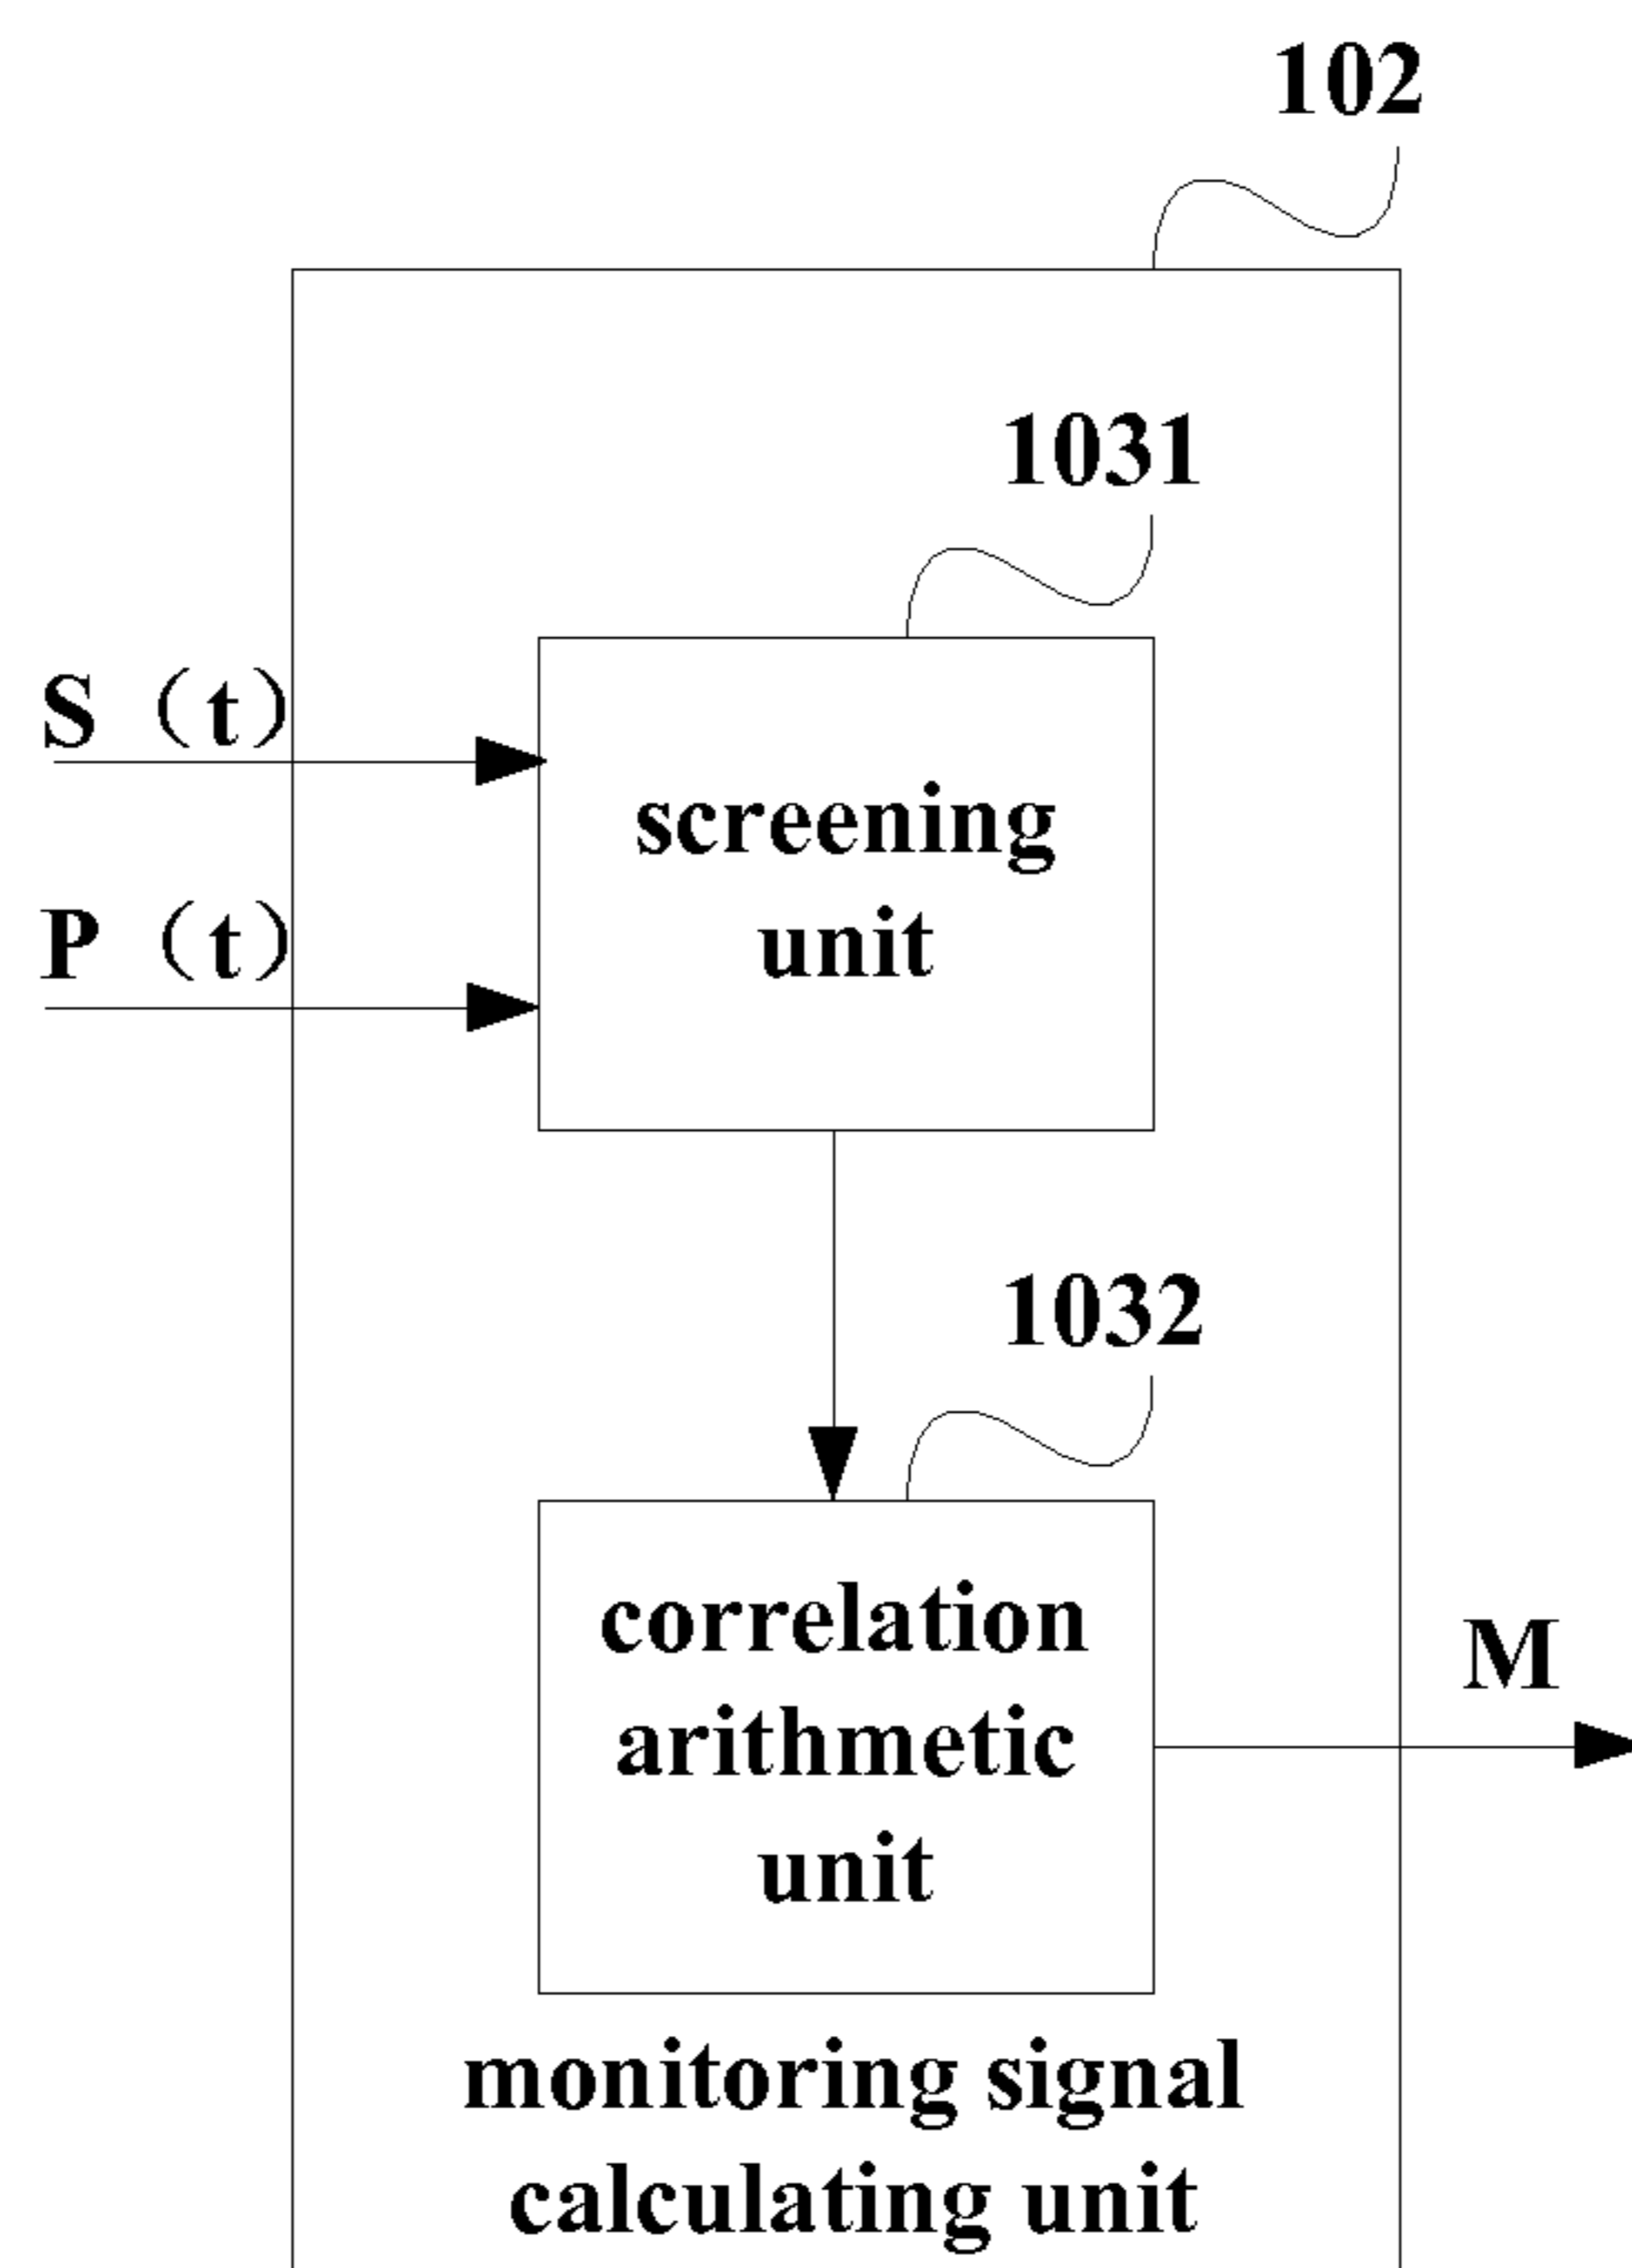 102
1031
S（t）
screening
unit
P（t）
1032
correlation
arithmetic
unit
M
monitoring signal
calculating unit